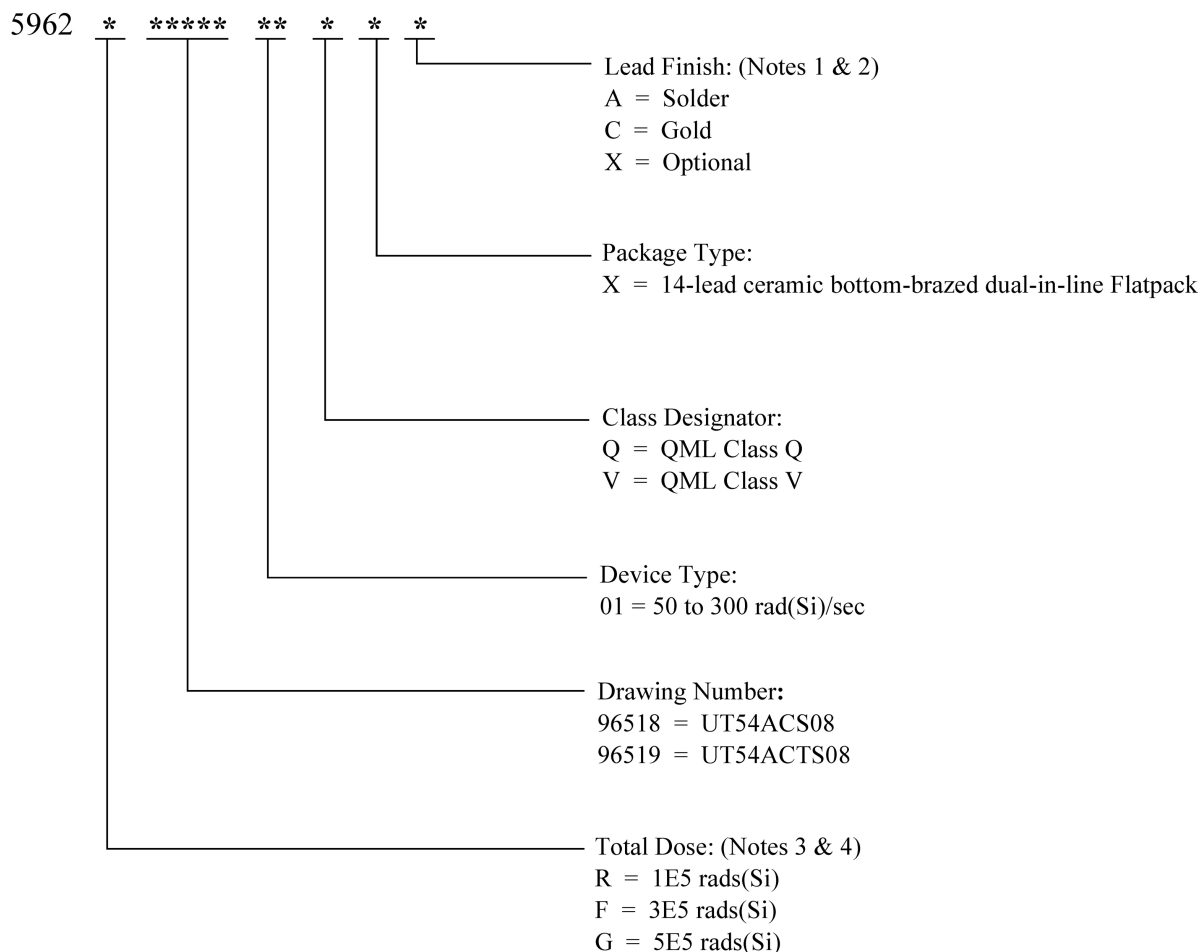 5962 * ***** ** * * *
Lead Finish: (Notes 1 & 2)
A = Solder
C = Gold
X = Optional
Package Type:
X = 14-lead ceramic bottom-brazed dual-in-line Flatpack
Class Designator:
Q = QML Class Q
V = QML Class V
Device Type:
01 = 50 to 300 rad(Si)/sec
Drawing Number:
96518 = UT54ACS08
96519 = UT54ACTS08
Total Dose: (Notes 3 & 4)
R = 1E5 rads(Si)
F = 3E5 rads(Si)
G = 5E5 rads(Si)